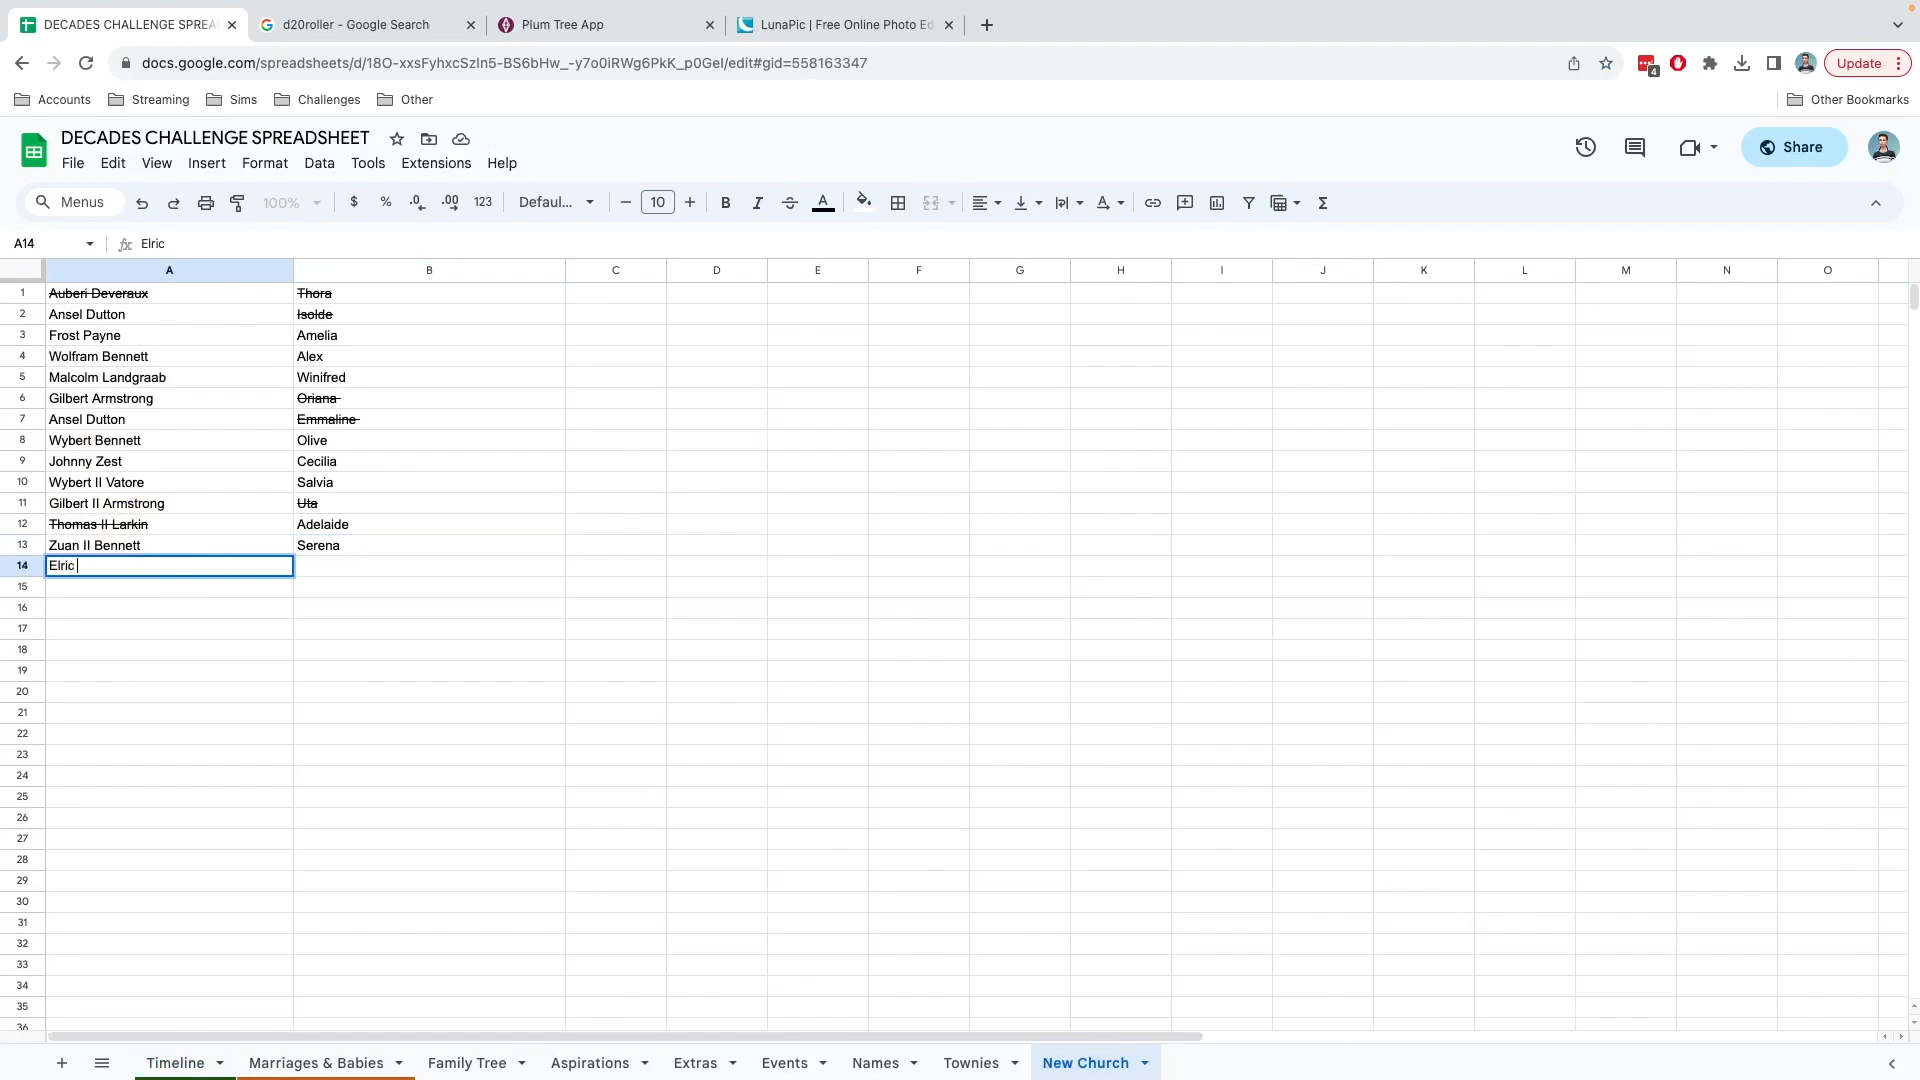 DECADES CHALLENGE SPREA
d20roller - Google Search
Plum Tree App
LunaPic | Free Online Photo Ed
docs.google.com/spreadsheets/d/18O-xxsFyhxcSzIn5-BS6bHw_-y7o0iRWg6PkK_p0GeI/edit#gid=558163347
4
Update
Accounts
Streaming
Sims
Challenges
Other
Other Bookmarks
DECADES CHALLENGE SPREADSHEET
File Edit View Insert Format Data Tools Extensions Help
Share
Menus
100%
$ % .0 .00 123
Defaul...
10
B I A
A14
fx Elric
A B C D E F G H I J K L M N O
1 Auberi Deveraux Thora
2 Ansel Dutton Isolde
3 Frost Payne Amelia
4 Wolfram Bennett Alex
5 Malcolm Landgraab Winifred
6 Gilbert Armstrong Oriana
7 Ansel Dutton Emmaline
8 Wybert Bennett Olive
9 Johnny Zest Cecilia
10 Wybert II Vatore Salvia
11 Gilbert II Armstrong Uta
12 Thomas II Larkin Adelaide
13 Zuan II Bennett Serena
14 Elric
15
16
17
18
19
20
21
22
23
24
25
26
27
28
29
30
31
32
33
34
35
36
Timeline
Marriages & Babies
Family Tree
Aspirations
Extras
Events
Names
Townies
New Church